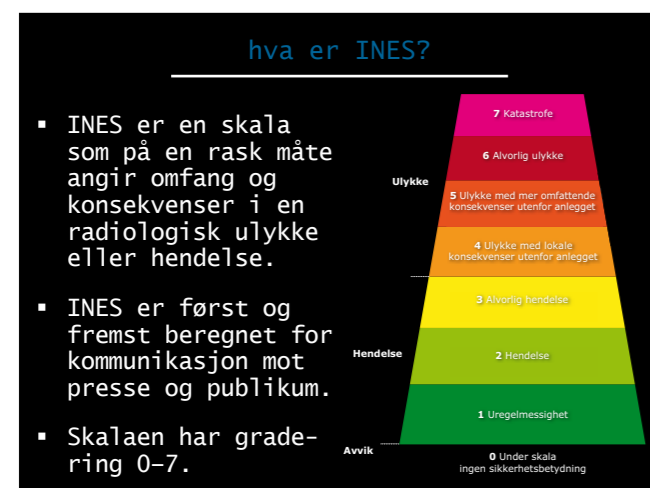 hva er INES?
▪ INES er en skala
som på en rask måte
angir omfang og
konsekvenser i en
radiologisk ulykke
eller hendelse.
▪ INES er først og
fremst beregnet for
kommunikasjon mot
presse og publikum.
▪ Skalaen har grade-
ring 0–7.
7 Katastrofe
6 Alvorlig ulykke
Ulykke
5 Ulykke med mer omfattende
konsekvenser utenfor anlegget
4 Ulykke med lokale
konsekvenser utenfor anlegget
3 Alvorlig hendelse
Hendelse
2 Hendelse
1 Uregelmessighet
Avvik
0 Under skala
ingen sikkerhetsbetydning